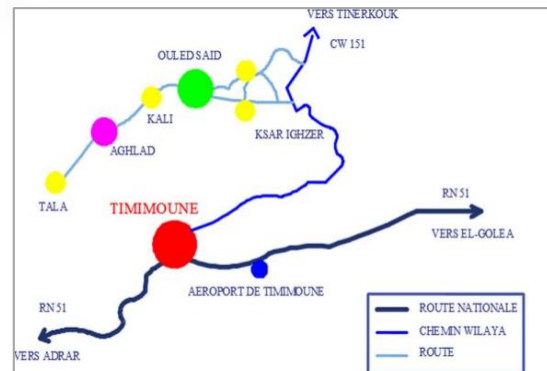 VERS TINERKOUK
CW 151
OULED SAID
KALI
KSAR IGHZER
AGHLAD
TALA
TIMIMOUNE
RN 51
VERS EL-GOLEA
AEROPORT DE TIMIMOUNE
RN 51
VERS ADRAR
ROUTE NATIONALE
CHEMIN WILAYA
ROUTE